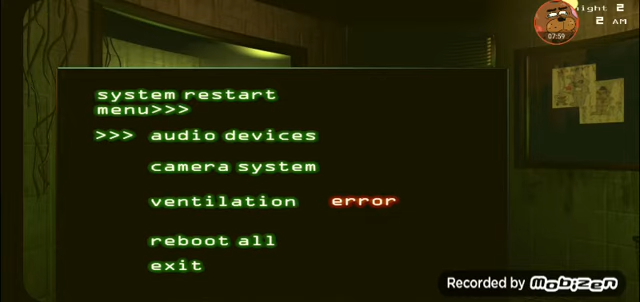 Night 2
2 AM
07:59
system restart
menu>>>
>>> audio devices
camera system
ventilation error
reboot all
exit
Recorded by Mobizen